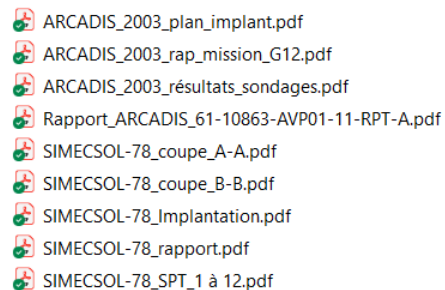 ARCADIS_2003_plan_implant.pdf
ARCADIS_2003_rap_mission_G12.pdf
ARCADIS_2003_résultats_sondages.pdf
Rapport_ARCADIS_61-10863-AVP01-11-RPT-A.pdf
SIMECSOL-78_coupe_A-A.pdf
SIMECSOL-78_coupe_B-B.pdf
SIMECSOL-78_Implantation.pdf
SIMECSOL-78_rapport.pdf
SIMECSOL-78_SPT_1 à 12.pdf